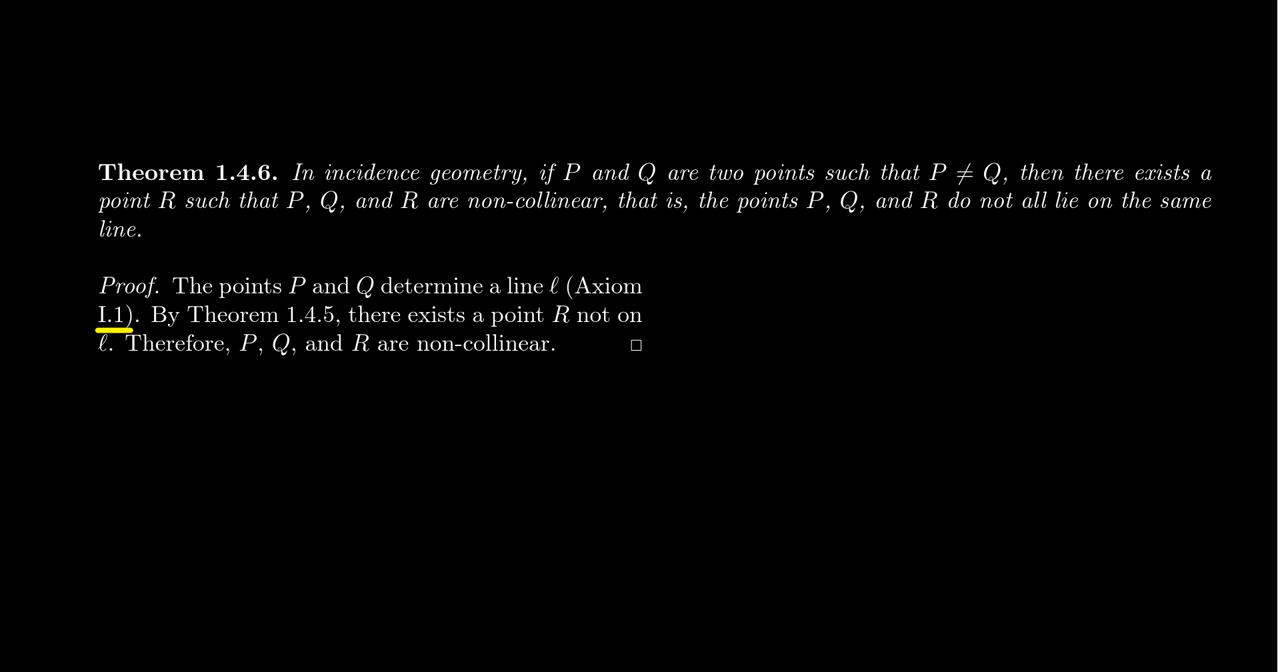 Theorem 1.4.6. In incidence geometry, if P and Q are two points such that P ≠ Q, then there exists a
point R such that P, Q, and R are non-collinear, that is, the points P, Q, and R do not all lie on the same
line.
Proof. The points P and Q determine a line ℓ (Axiom
I.1). By Theorem 1.4.5, there exists a point R not on
ℓ. Therefore, P, Q, and R are non-collinear. □